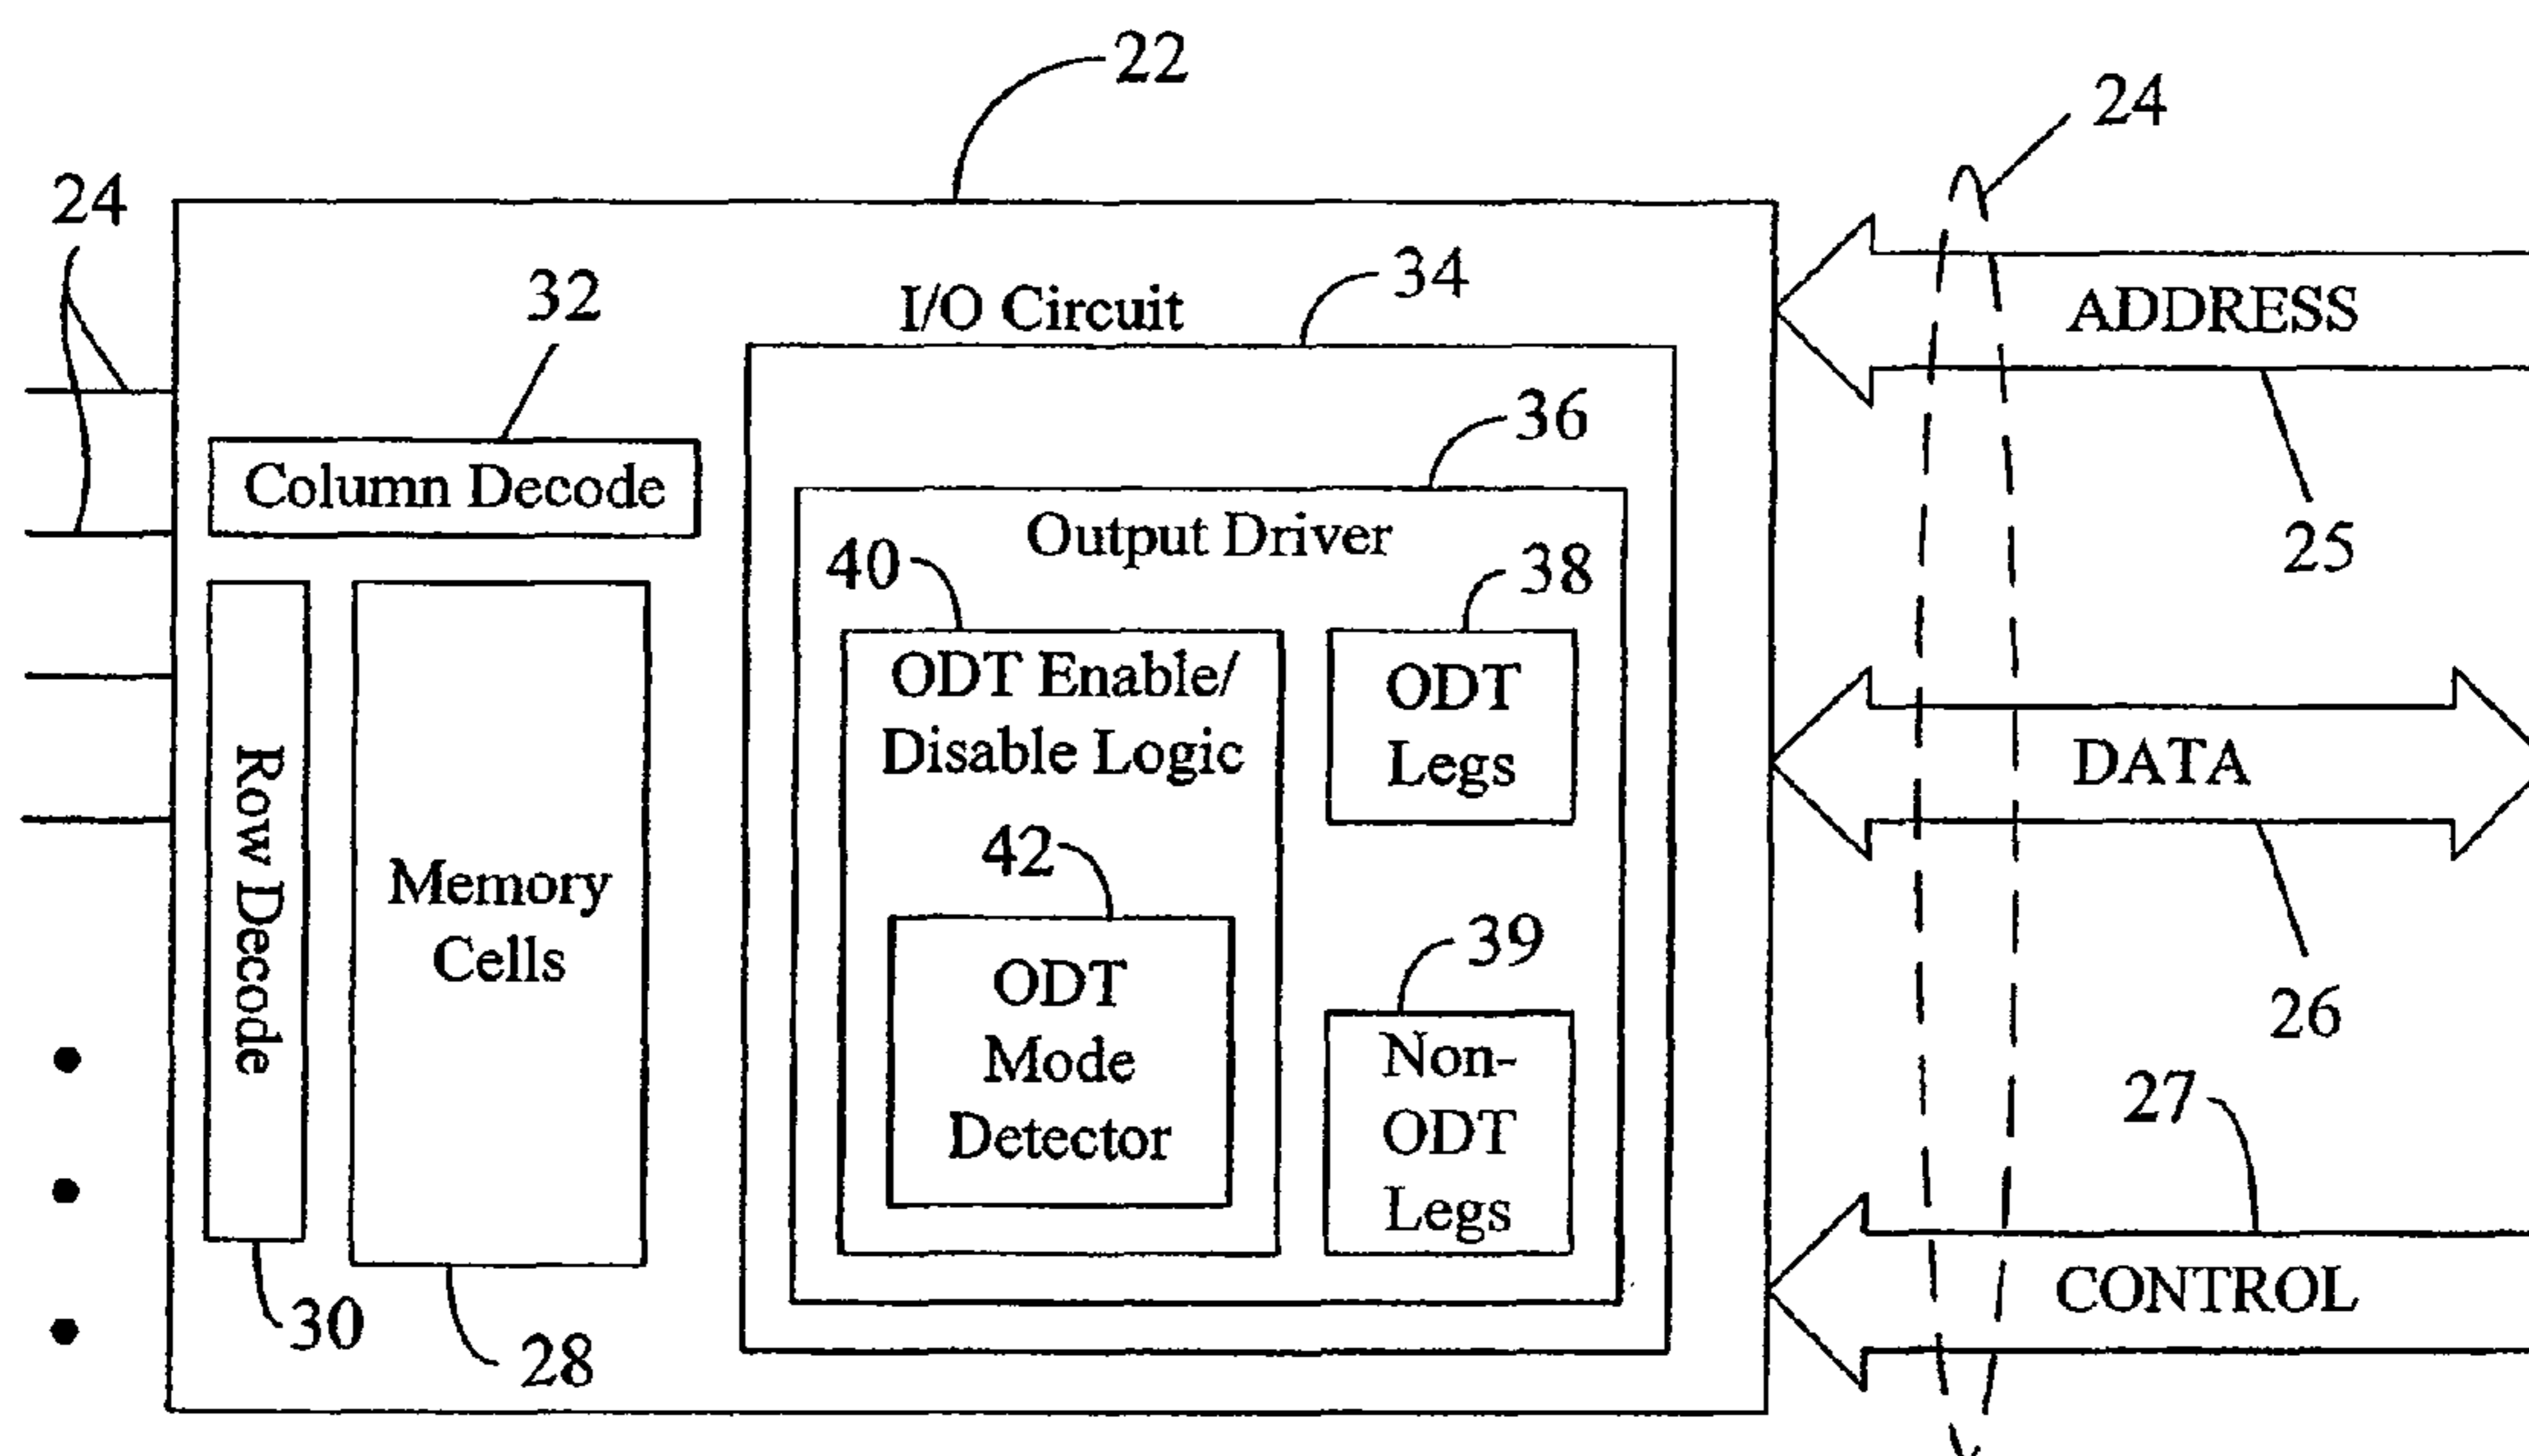 22
24
24
I/O Circuit
34
32
ADDRESS
25
36
Column Decode
Output Driver
40
38
ODT Enable/
Disable Logic
ODT
Legs
DATA
26
Row Decode
Memory
Cells
42
ODT
Mode
Detector
39
Non-
ODT
Legs
27
CONTROL
30
28